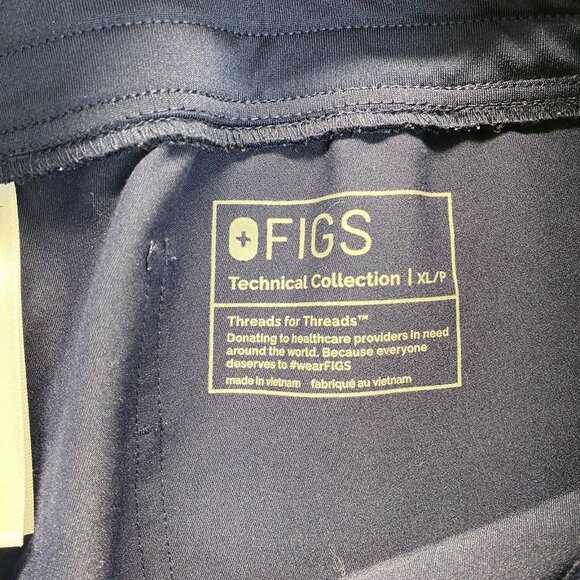 FIGS
Technical Collection | XL/P
Threads for Threads™
Donating to healthcare providers in need
around the world. Because everyone
deserves to #wearFIGS
made in vietnam fabriqué au vietnam